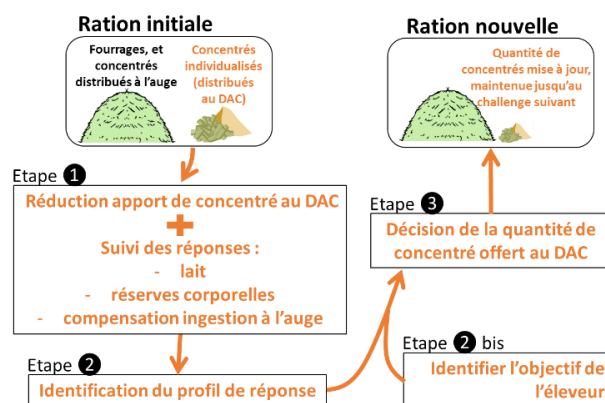 Ration initiale
Fourrages, et
concentrés
distribués à l'auge
Concentrés
individualisés
(distribués
au DAC)
Etape 1
Réduction apport de concentré au DAC
Suivi des réponses :
- lait
- réserves corporelles
- compensation ingestion à l'auge
Etape 2
Identification du profil de réponse
Etape 2 bis
Identifier l'objectif de
l'éleveur
Etape 3
Décision de la quantité de
concentré offert au DAC
Ration nouvelle
Quantité de
concentrés mise à jour,
maintenue jusqu'au
challenge suivant